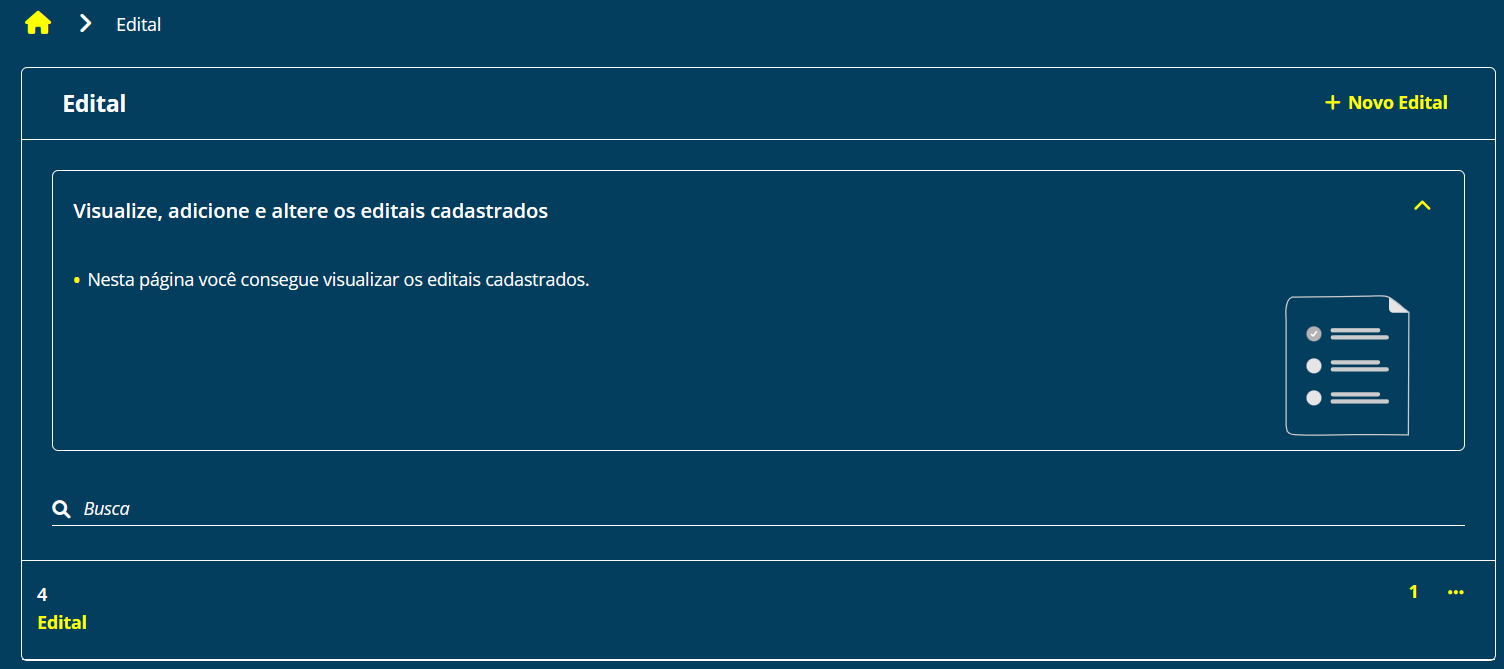 Edital
Edital
+ Novo Edital
Visualize, adicione e altere os editais cadastrados
• Nesta página você consegue visualizar os editais cadastrados.
Busca
4
1 ...
Edital